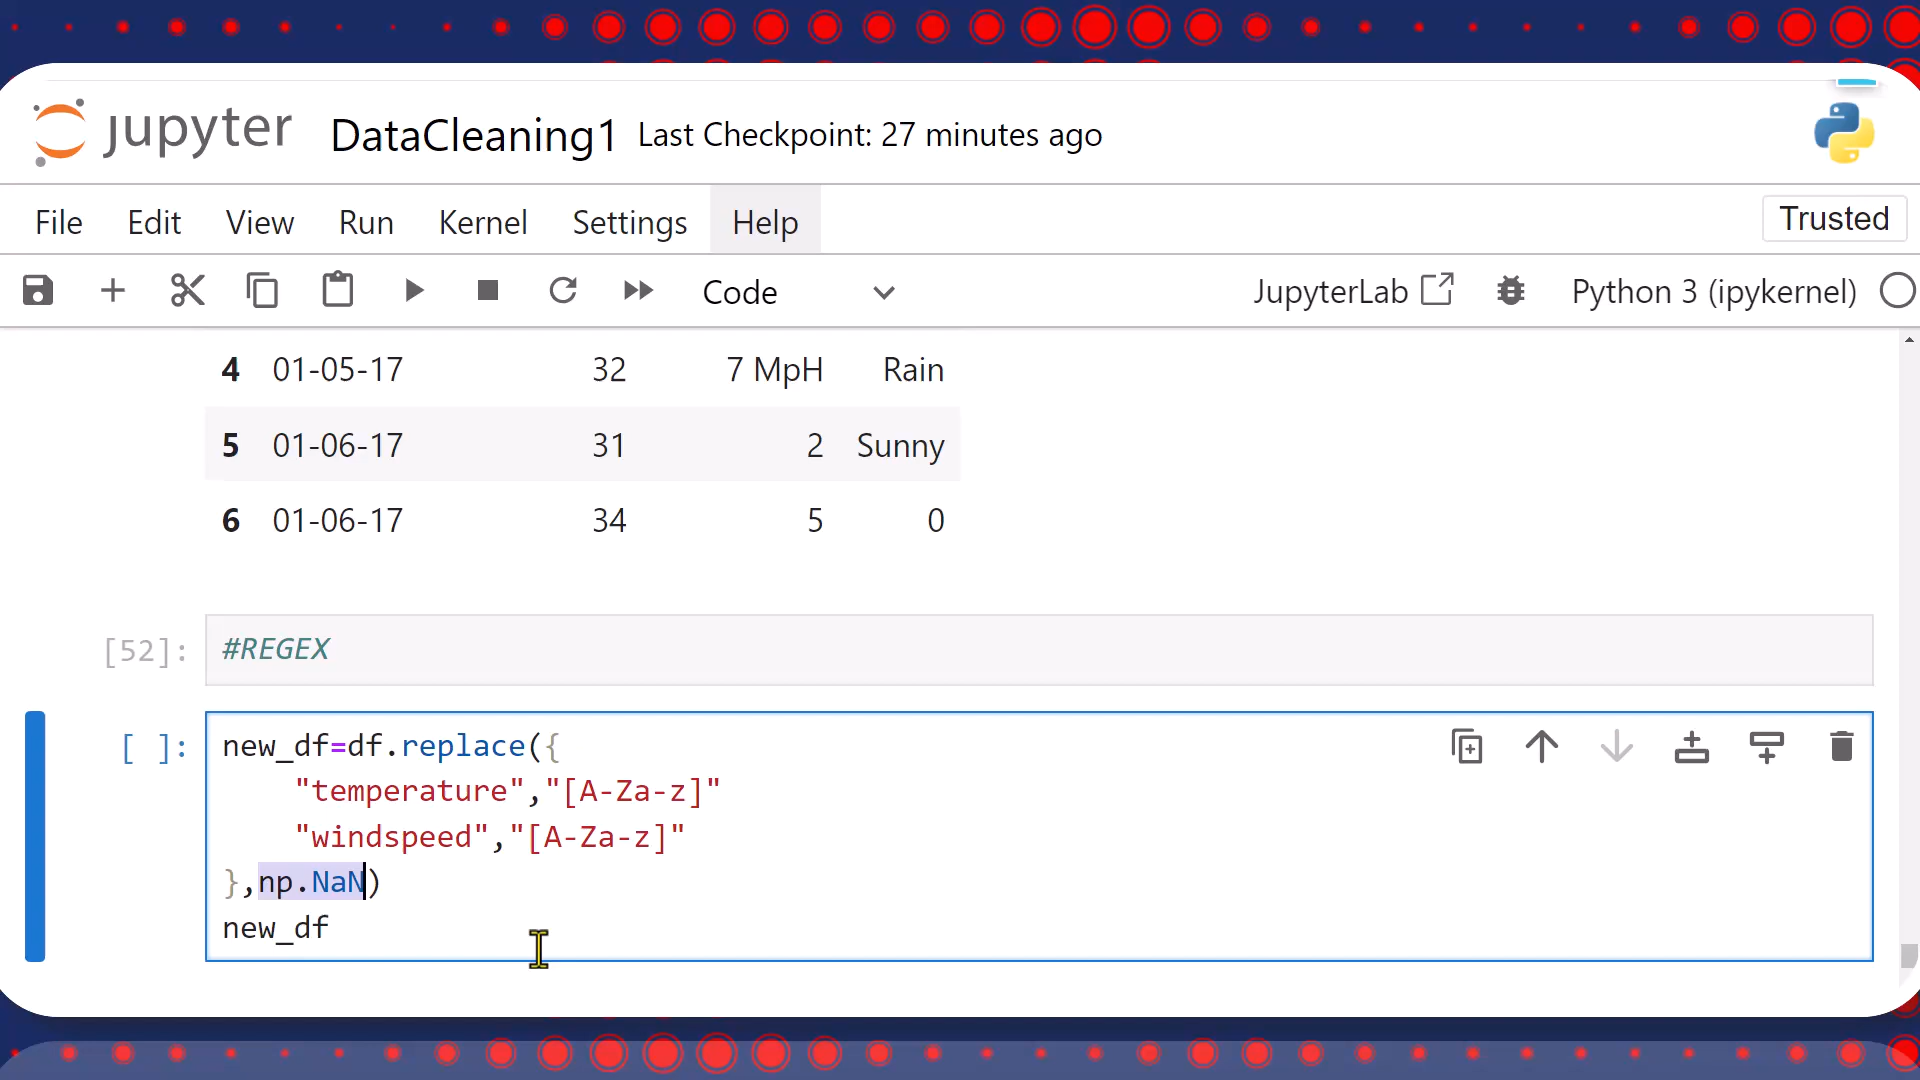 jupyter DataCleaning1 Last Checkpoint: 27 minutes ago
File Edit View Run Kernel Settings Help Trusted
Code JupyterLab Python 3 (ipykernel)
4 01-05-17 32 7 MpH Rain
5 01-06-17 31 2 Sunny
6 01-06-17 34 5 0
[52]: #REGEX
[ ]: new_df=df.replace({
"temperature","[A-Za-z]"
"windspeed","[A-Za-z]"
},np.NaN)
new_df